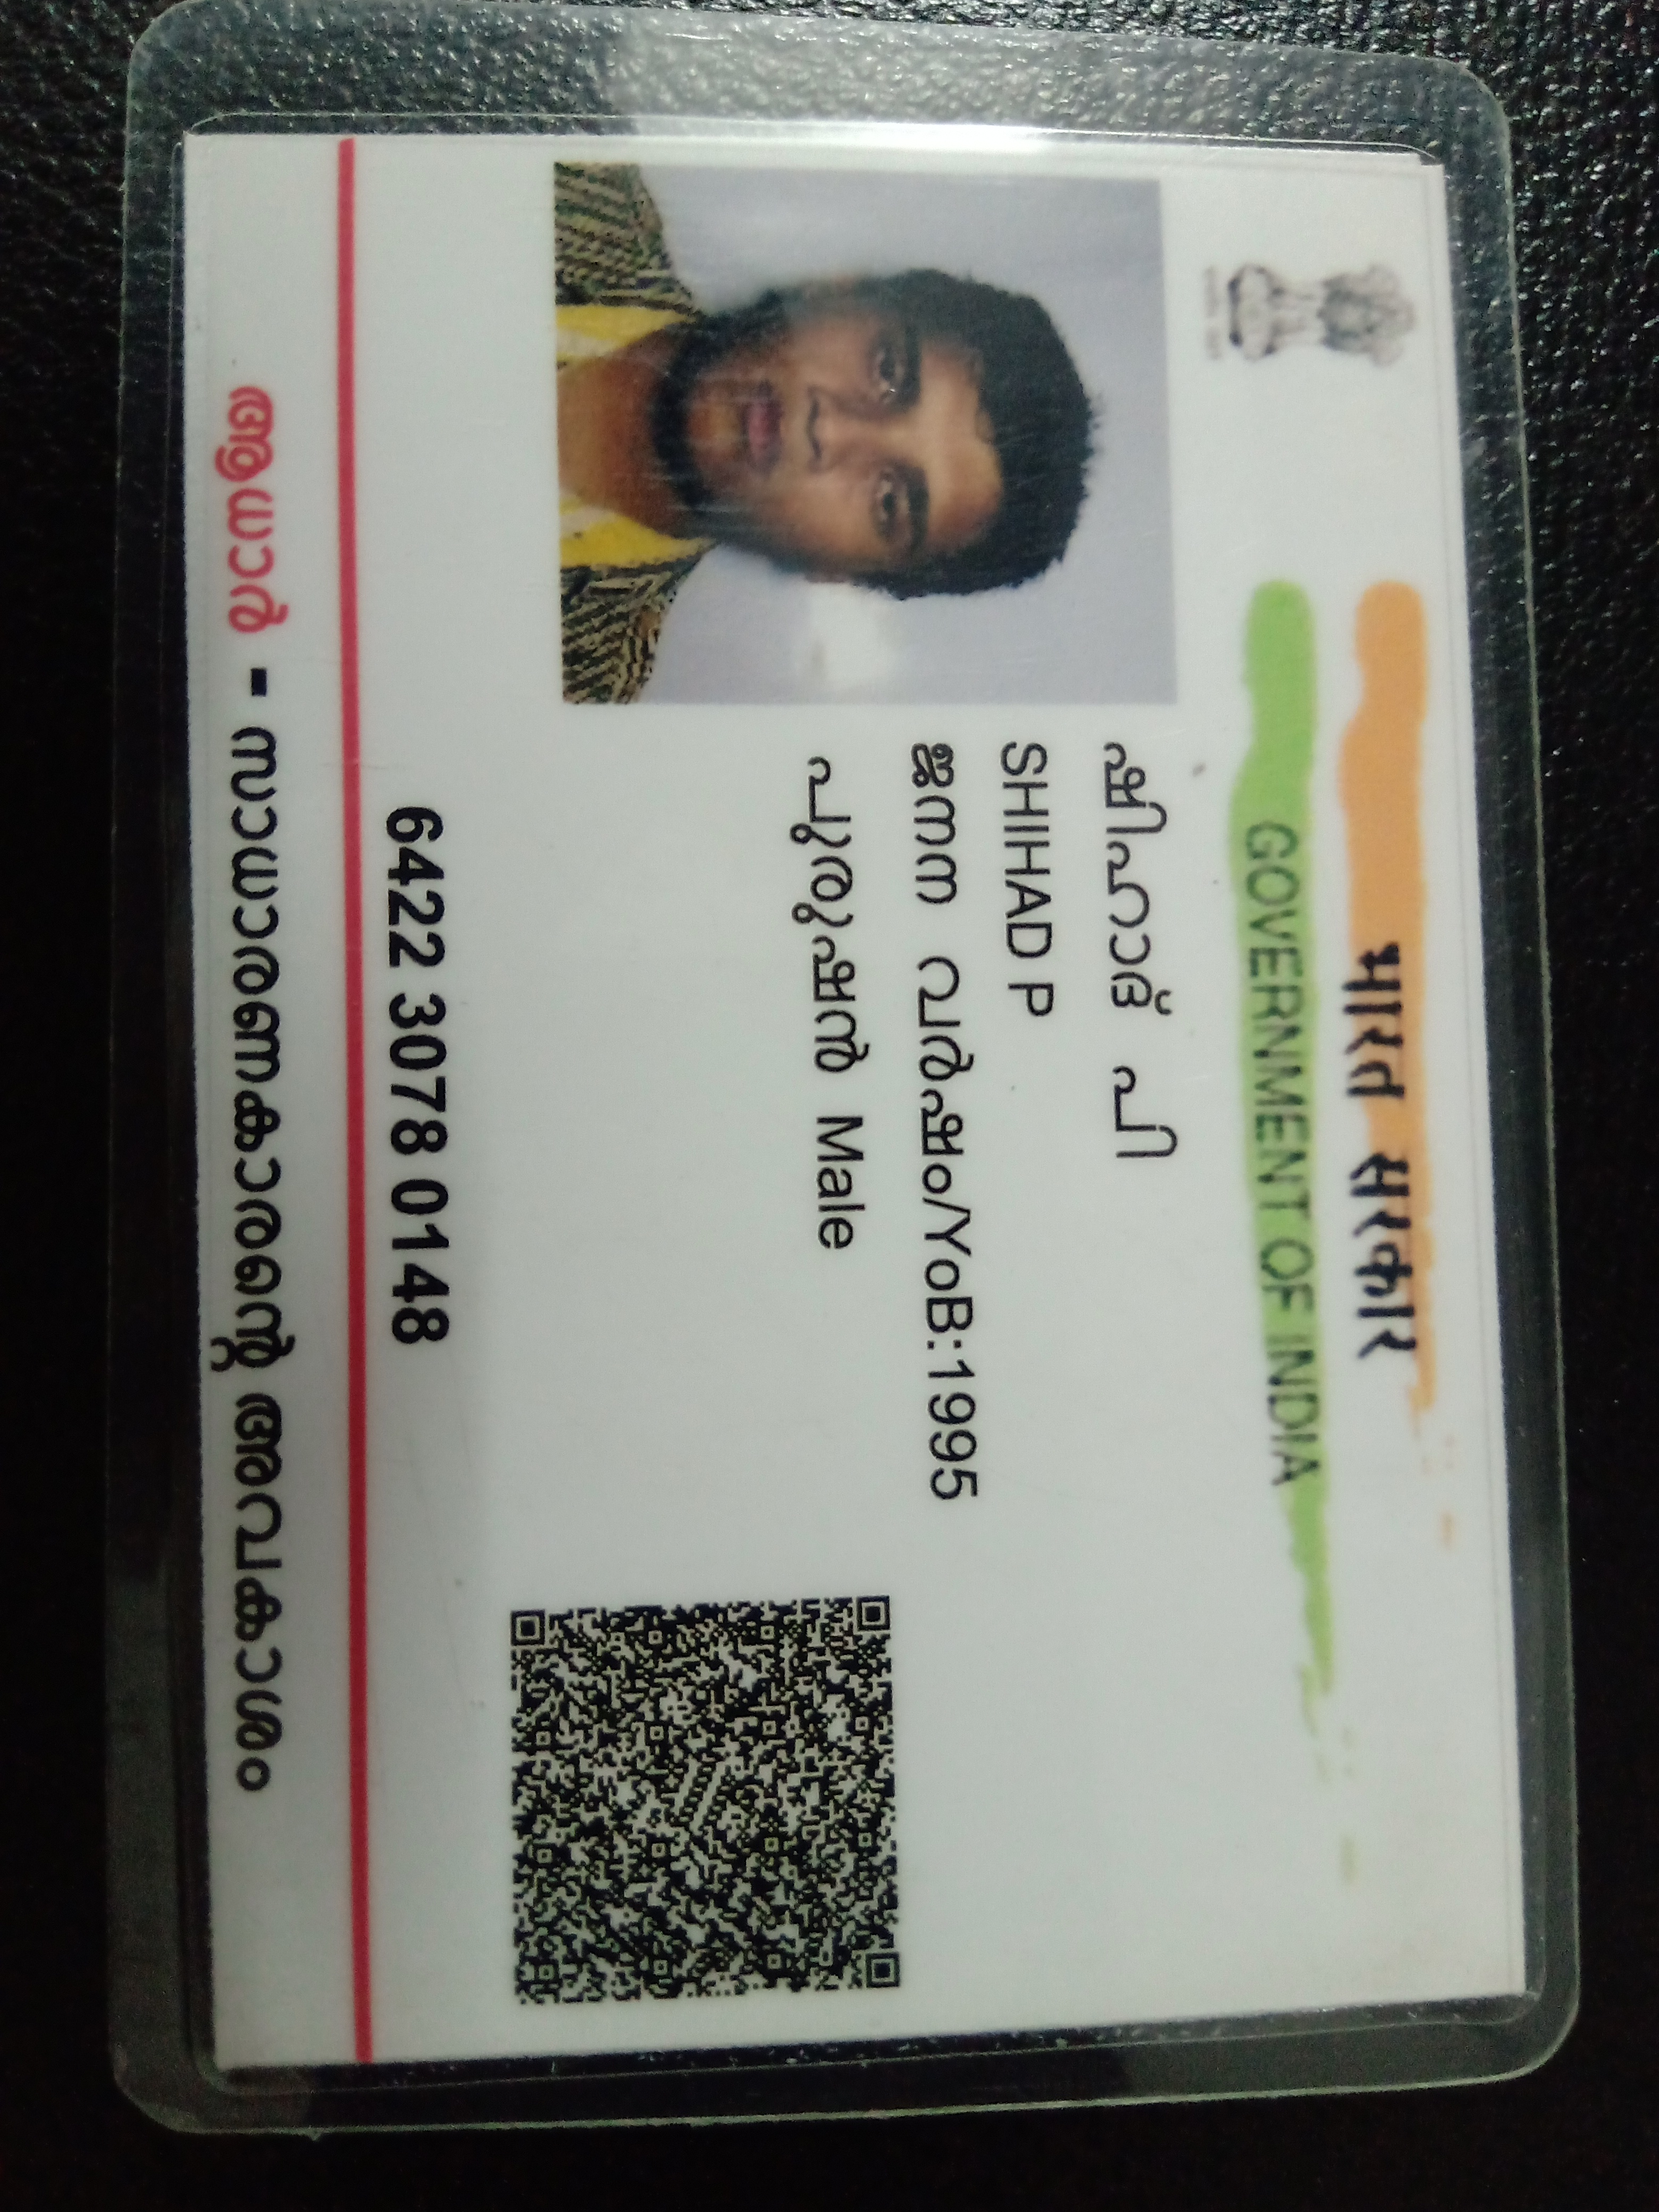 भारत सरकार
GOVERNMENT OF INDIA
ഷിഹാദ് പി
SHIHAD P
ജനന വർഷം/YoB:1995
പുരുഷൻ Male
6422 3078 0148
ആധാർ - സാധാരണക്കാരന്റെ അവകാശം